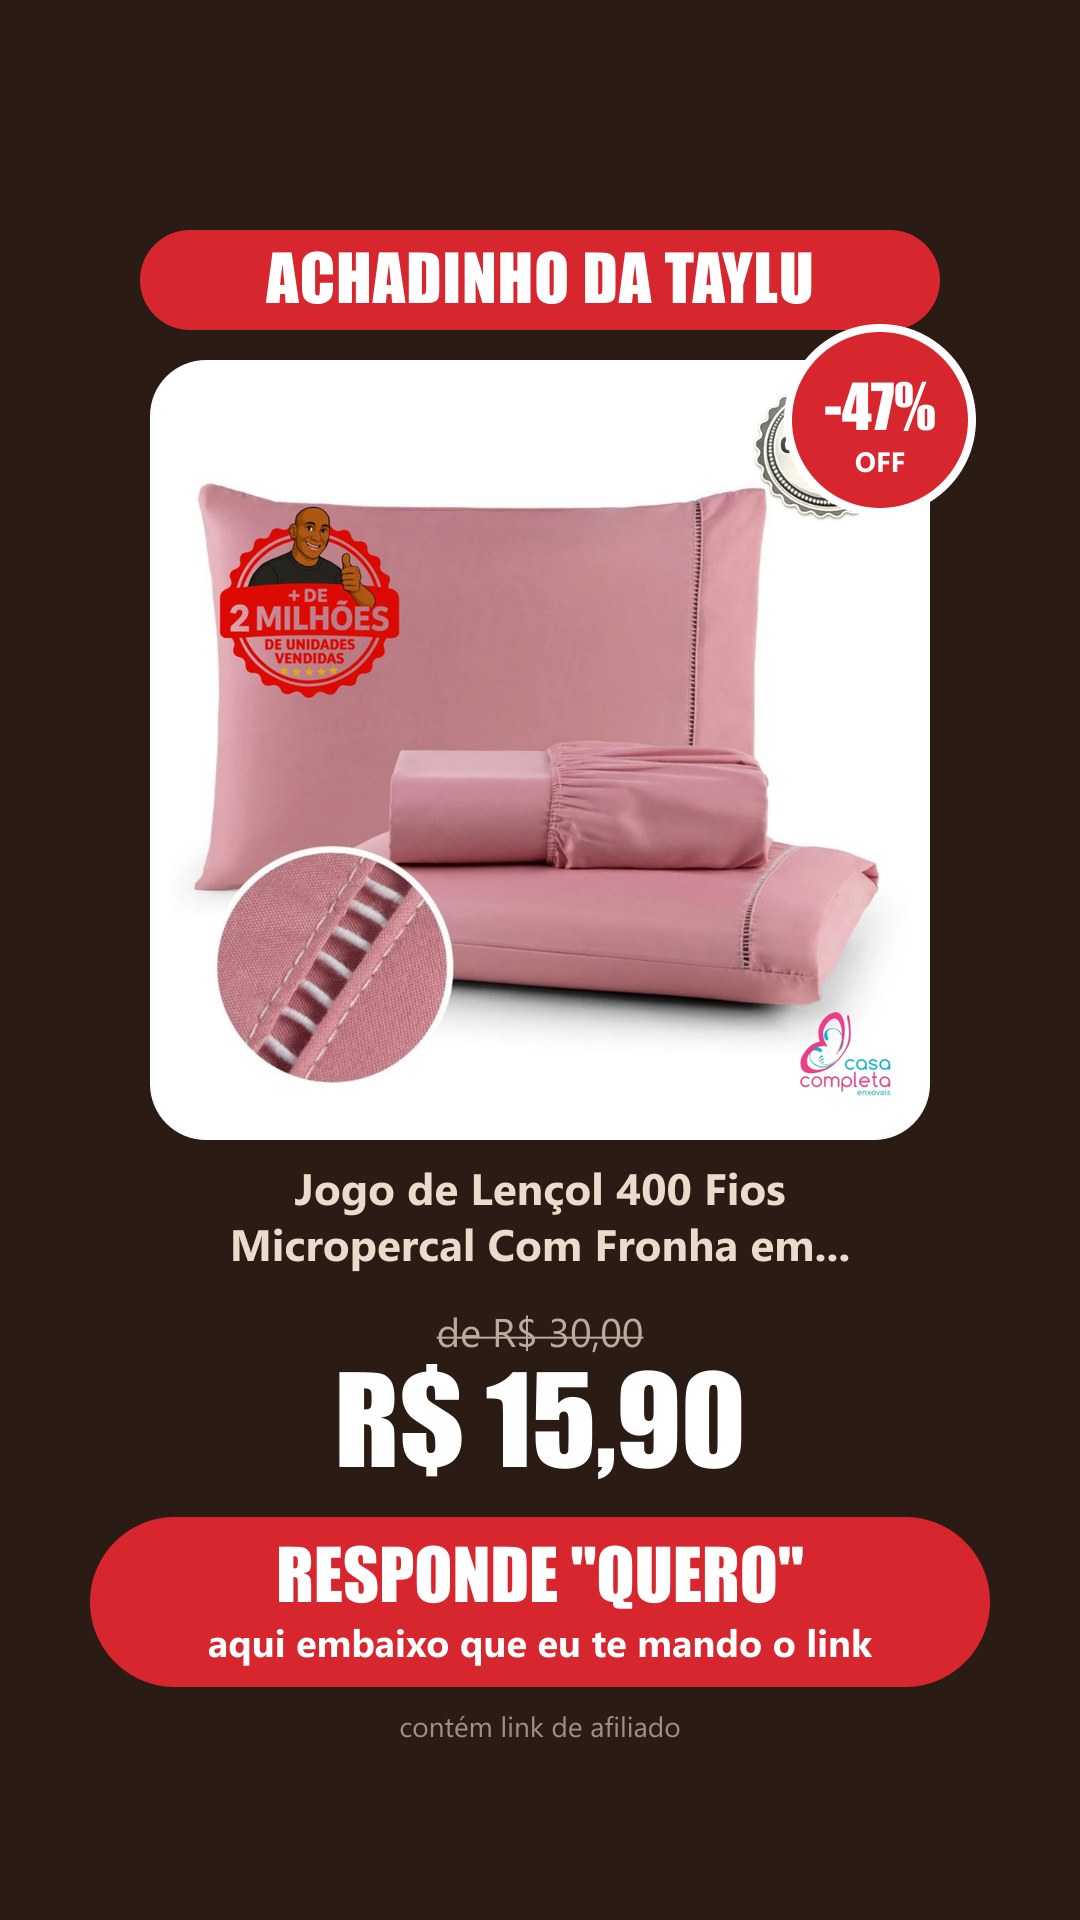 ACHADINHO DA TAYLU
-47%
OFF
+ DE
2 MILHÕES
DE UNIDADES
VENDIDAS
casa
completa
enxovais
Jogo de Lençol 400 Fios
Micropercal Com Fronha em...
de R$ 30,00
R$ 15,90
RESPONDE "QUERO"
aqui embaixo que eu te mando o link
contém link de afiliado